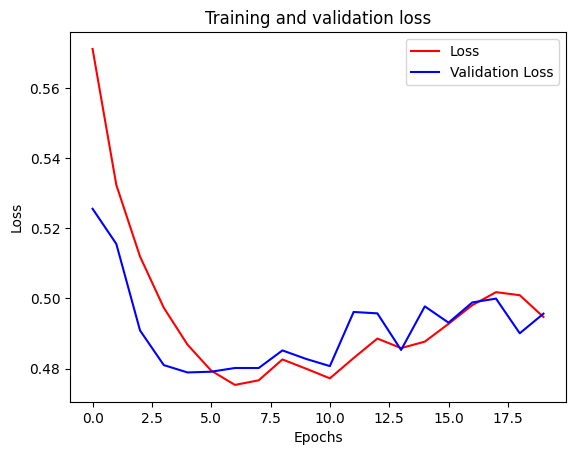 Training and validation loss
Loss
Validation Loss
0.56
0.54
0.52
0.50
0.48
Loss
0.0 2.5 5.0 7.5 10.0 12.5 15.0 17.5
Epochs